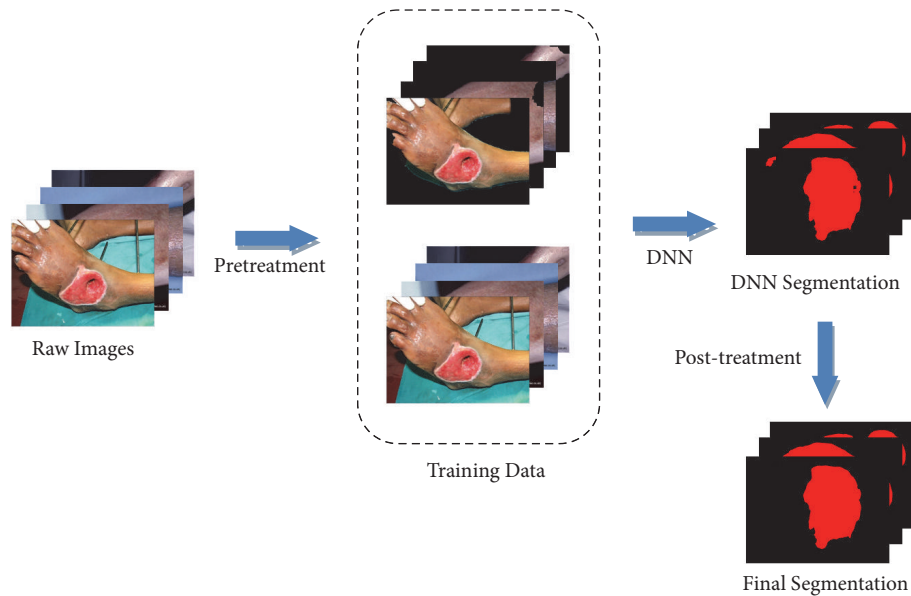 Raw Images
Pretreatment
Training Data
DNN
DNN Segmentation
Post-treatment
Final Segmentation